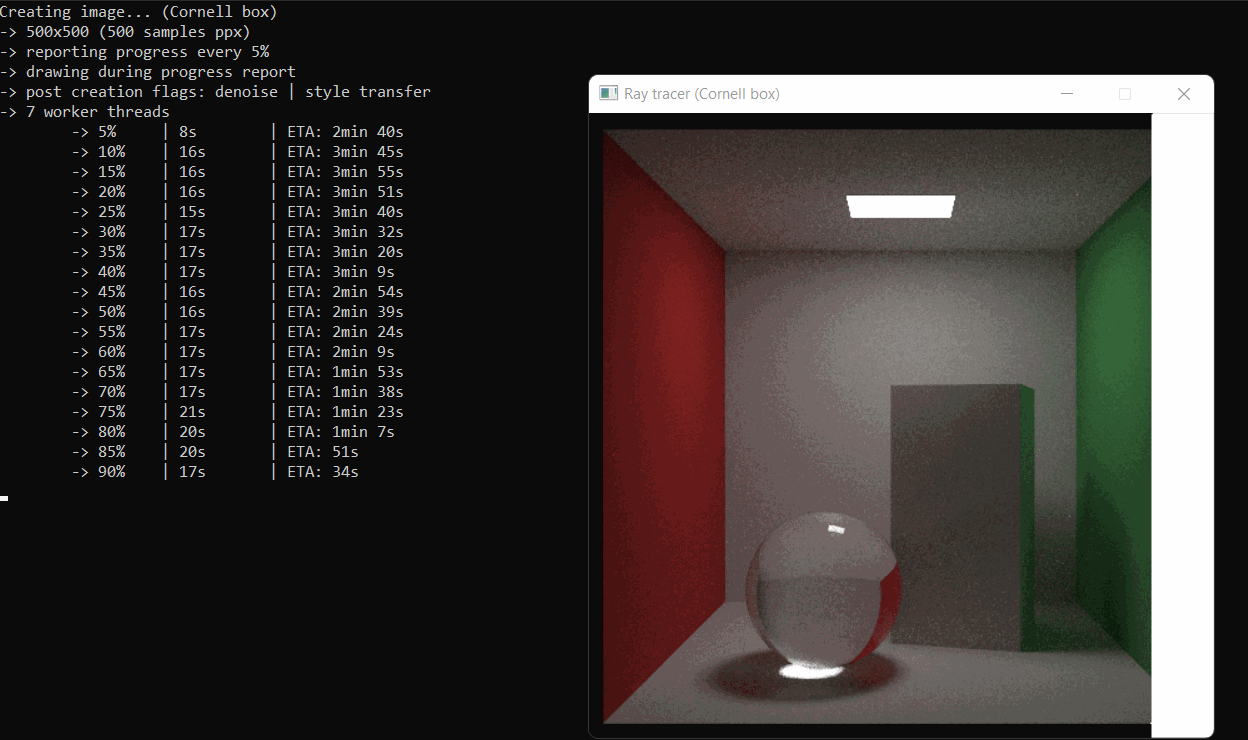 Creating image... (Cornell box)
-> 500x500 (500 samples ppx)
-> reporting progress every 5%
-> drawing during progress report
-> post creation flags: denoise | style transfer
-> 7 worker threads
-> 5% | 8s | ETA: 2min 40s
-> 10% | 16s | ETA: 3min 45s
-> 15% | 16s | ETA: 3min 55s
-> 20% | 16s | ETA: 3min 51s
-> 25% | 15s | ETA: 3min 40s
-> 30% | 17s | ETA: 3min 32s
-> 35% | 17s | ETA: 3min 20s
-> 40% | 17s | ETA: 3min 9s
-> 45% | 16s | ETA: 2min 54s
-> 50% | 16s | ETA: 2min 39s
-> 55% | 17s | ETA: 2min 24s
-> 60% | 17s | ETA: 2min 9s
-> 65% | 17s | ETA: 1min 53s
-> 70% | 17s | ETA: 1min 38s
-> 75% | 21s | ETA: 1min 23s
-> 80% | 20s | ETA: 1min 7s
-> 85% | 20s | ETA: 51s
-> 90% | 17s | ETA: 34s
Ray tracer (Cornell box)